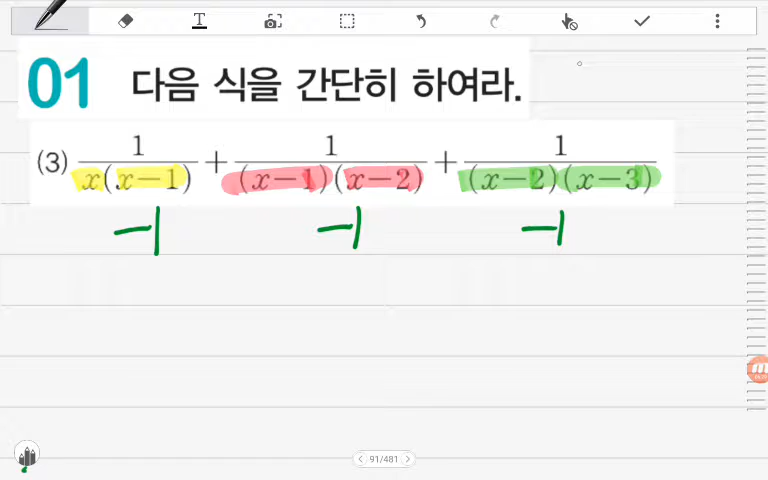 T
01 다음 식을 간단히 하여라.
(3) 1/x(x−1) + 1/(x−1)(x−2) + 1/(x−2)(x−3)
−1 −1 −1
91/481